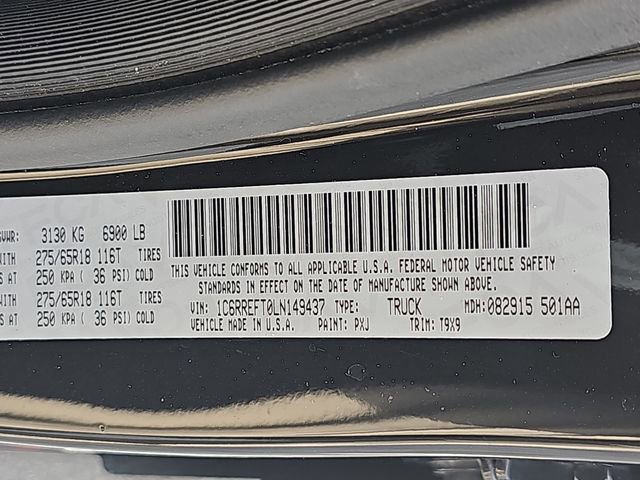 GVWR: 3130 KG 6900 LB
WITH 275/65R18 116T TIRES
AT 250 KPA ( 36 PSI) COLD
275/65R18 116T TIRES
AT 250 KPA ( 36 PSI) COLD
THIS VEHICLE CONFORMS TO ALL APPLICABLE U.S.A. FEDERAL MOTOR VEHICLE SAFETY
STANDARDS IN EFFECT ON THE DATE OF MANUFACTURE SHOWN ABOVE.
VIN: 1C6RREFT0LN149437 TYPE: TRUCK MDH: 082915 501AA
VEHICLE MADE IN U.S.A. PAINT: PXJ TRIM: T9X9